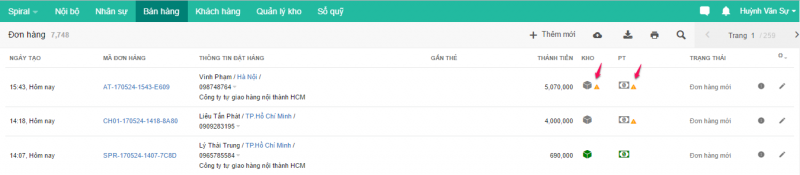 Spiral Nội bộ Nhân sự Bán hàng Khách hàng Quản lý kho Sổ quỹ Huỳnh Văn Sự
Đơn hàng 7,748 + Thêm mới Trang 1 / 259
NGÀY TẠO MÃ ĐƠN HÀNG THÔNG TIN ĐẶT HÀNG GẮN THẺ THÀNH TIỀN KHO PT TRẠNG THÁI
Vinh Phạm / Hà Nội /
15:43, Hôm nay AT-170524-1543-E609 098748764 5,070,000 Đơn hàng mới
Công ty tự giao hàng nội thành HCM
Liêu Tấn Phát / TP.Hồ Chí Minh /
14:18, Hôm nay CH01-170524-1418-8A80 0909283195 4,000,000 Đơn hàng mới
Lý Thái Trung / TP.Hồ Chí Minh /
14:07, Hôm nay SPR-170524-1407-7C8D 0965785584 690,000 Đơn hàng mới
Công ty tự giao hàng nội thành HCM